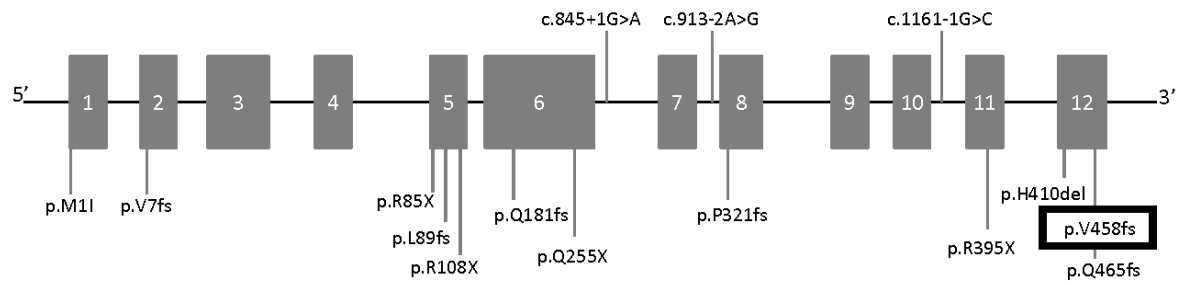 c.845+1G>A
c.913-2A>G
c.1161-1G>C
5’
1
2
3
4
5
6
7
8
9
10
11
12
3’
p.M1I
p.V7fs
p.R85X
p.L89fs
p.R108X
p.Q181fs
p.Q255X
p.P321fs
p.R395X
p.H410del
p.V458fs
p.Q465fs